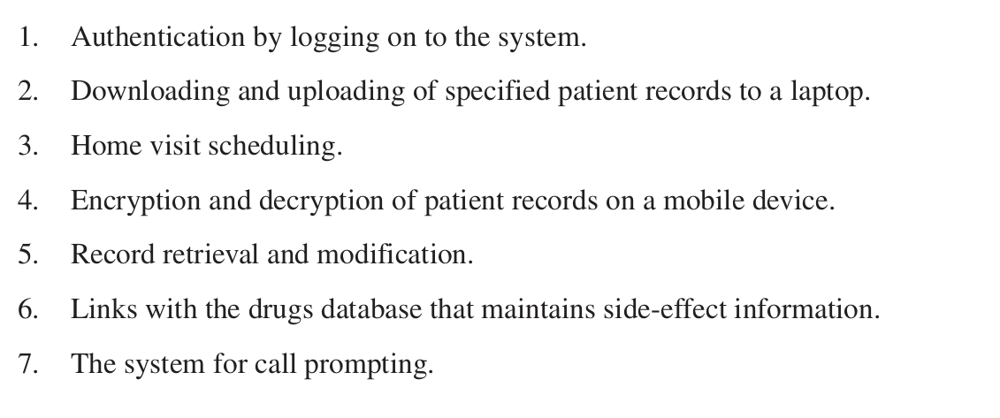 1. Authentication by logging on to the system.
2. Downloading and uploading of specified patient records to a laptop.
3. Home visit scheduling.
4. Encryption and decryption of patient records on a mobile device.
5. Record retrieval and modification.
6. Links with the drugs database that maintains side-effect information.
7. The system for call prompting.